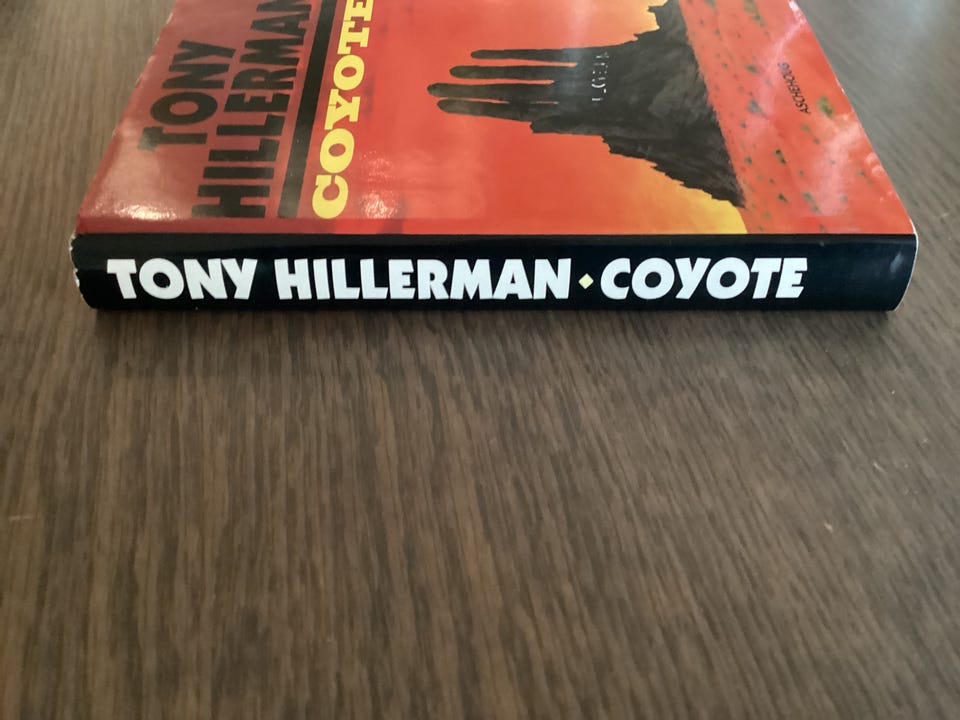 TONY
HILLERMAN
COYOTE
ASCHEHOUG
TONY HILLERMAN · COYOTE